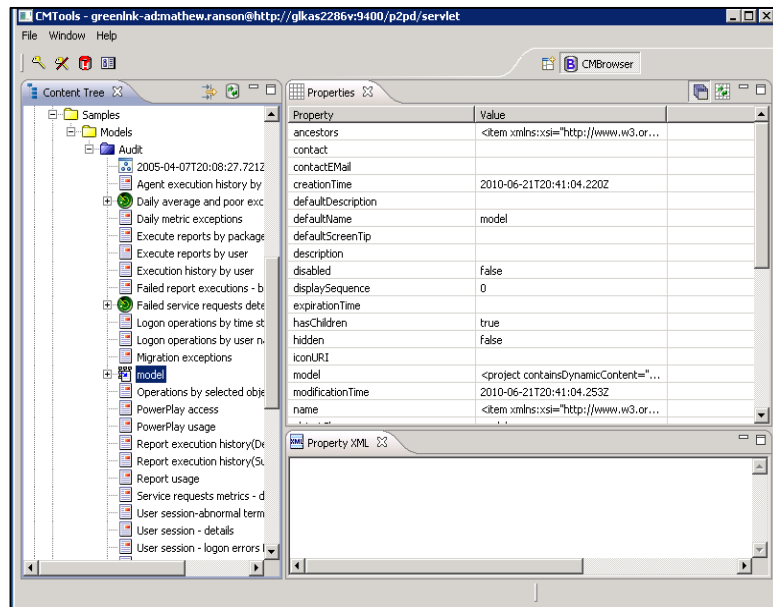 CMTools - greenlnk-ad:mathew.ranson@http://glkas2286v:9400/p2pd/servlet
File Window Help
CMBrowser
Content Tree
Samples
Models
Audit
2005-04-07T20:08:27.721Z
Agent execution history by
Daily average and poor exc
Daily metric exceptions
Execute reports by package
Execute reports by user
Execution history by user
Failed report executions - b
Failed service requests dete
Logon operations by time st
Logon operations by user n
Migration exceptions
model
Operations by selected obje
PowerPlay access
PowerPlay usage
Report execution history(De
Report execution history(Su
Report usage
Service requests metrics - d
User session-abnormal term
User session - details
User session - logon errors
Properties
Property Value
ancestors <item xmlns:xsi="http://www.w3.or...
contact
contactEMail
creationTime 2010-06-21T20:41:04.220Z
defaultDescription
defaultName model
defaultScreenTip
description
disabled false
displaySequence 0
expirationTime
hasChildren true
hidden false
iconURI
model <project containsDynamicContent="...
modificationTime 2010-06-21T20:41:04.253Z
name <item xmlns:xsi="http://www.w3.or...
Property XML